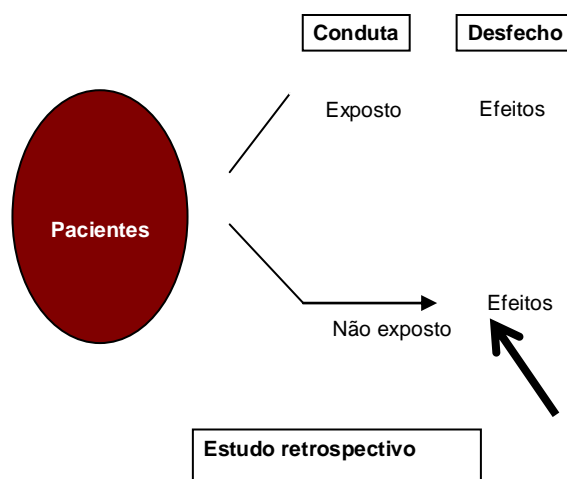 Conduta Desfecho
Exposto Efeitos
Pacientes
Efeitos
Não exposto
Estudo retrospectivo